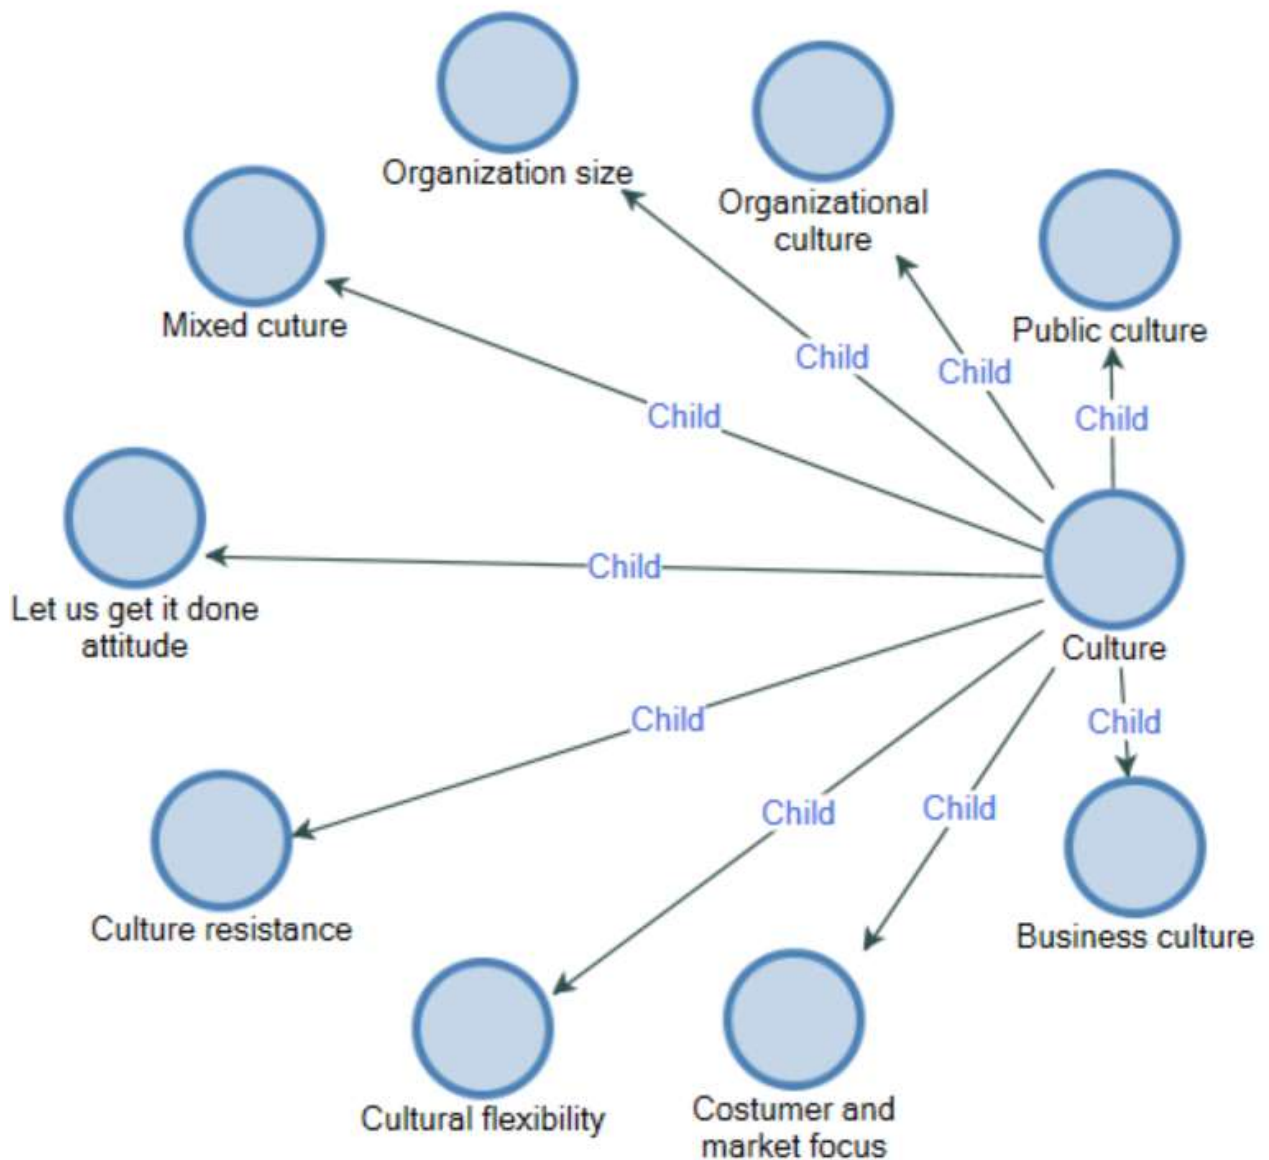 Organization size
Organizational
culture
Mixed cuture
Public culture
Child
Child
Child
Child
Child
Let us get it done
attitude
Culture
Child
Child
Child
Child
Culture resistance
Business culture
Cultural flexibility
Costumer and
market focus